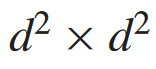 d² × d²